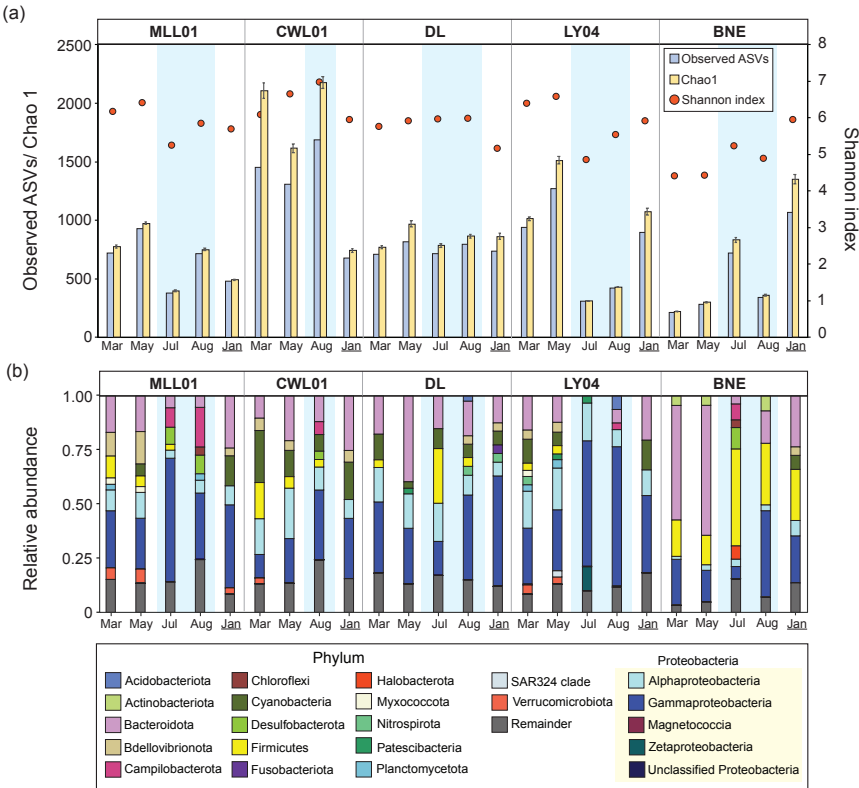 (a)
MLL01 CWL01 DL LY04 BNE
2500 8
2000 7
1500 6
1000 5
500 4
0 3
2
1
0
Observed ASVs/ Chao 1
Shannon index
Observed ASVs
Chao1
Shannon index
Mar May Jul Aug Jan Mar May Aug Jan Mar May Jul Aug Jan Mar May Jul Aug Jan Mar May Jul Aug Jan
(b)
MLL01 CWL01 DL LY04 BNE
1.00
0.75
0.50
0.25
0
Relative abundance
Mar May Jul Aug Jan Mar May Aug Jan Mar May Jul Aug Jan Mar May Jul Aug Jan Mar May Jul Aug Jan
Phylum
Acidobacteriota
Actinobacteriota
Bacteroidota
Bdellovibrionota
Campilobacterota
Chloroflexi
Cyanobacteria
Desulfobacterota
Firmicutes
Fusobacteriota
Halobacterota
Myxococcota
Nitrospirota
Patescibacteria
Planctomycetota
SAR324 clade
Verrucomicrobiota
Remainder
Proteobacteria
Alphaproteobacteria
Gammaproteobacteria
Magnetococcia
Zetaproteobacteria
Unclassified Proteobacteria